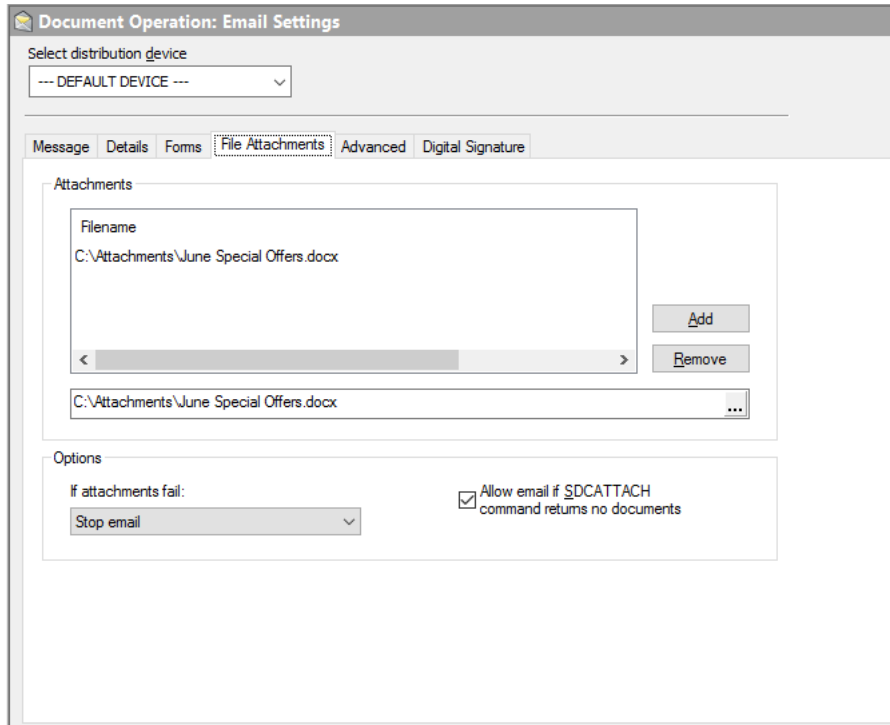 Document Operation: Email Settings
Select distribution device
--- DEFAULT DEVICE ---
Message Details Forms File Attachments Advanced Digital Signature
Attachments
Filename
C:\Attachments\June Special Offers.docx
Add
Remove
C:\Attachments\June Special Offers.docx
...
Options
If attachments fail:
Stop email
Allow email if SDCATTACH
command returns no documents